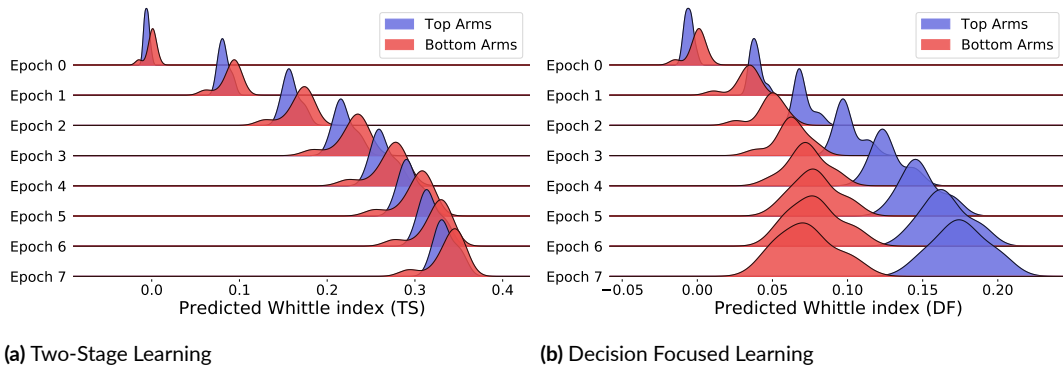 Top Arms
Bottom Arms
Epoch 0
Epoch 1
Epoch 2
Epoch 3
Epoch 4
Epoch 5
Epoch 6
Epoch 7
0.0 0.1 0.2 0.3 0.4
Predicted Whittle index (TS)
(a) Two-Stage Learning
Top Arms
Bottom Arms
Epoch 0
Epoch 1
Epoch 2
Epoch 3
Epoch 4
Epoch 5
Epoch 6
Epoch 7
−0.05 0.00 0.05 0.10 0.15 0.20
Predicted Whittle index (DF)
(b) Decision Focused Learning